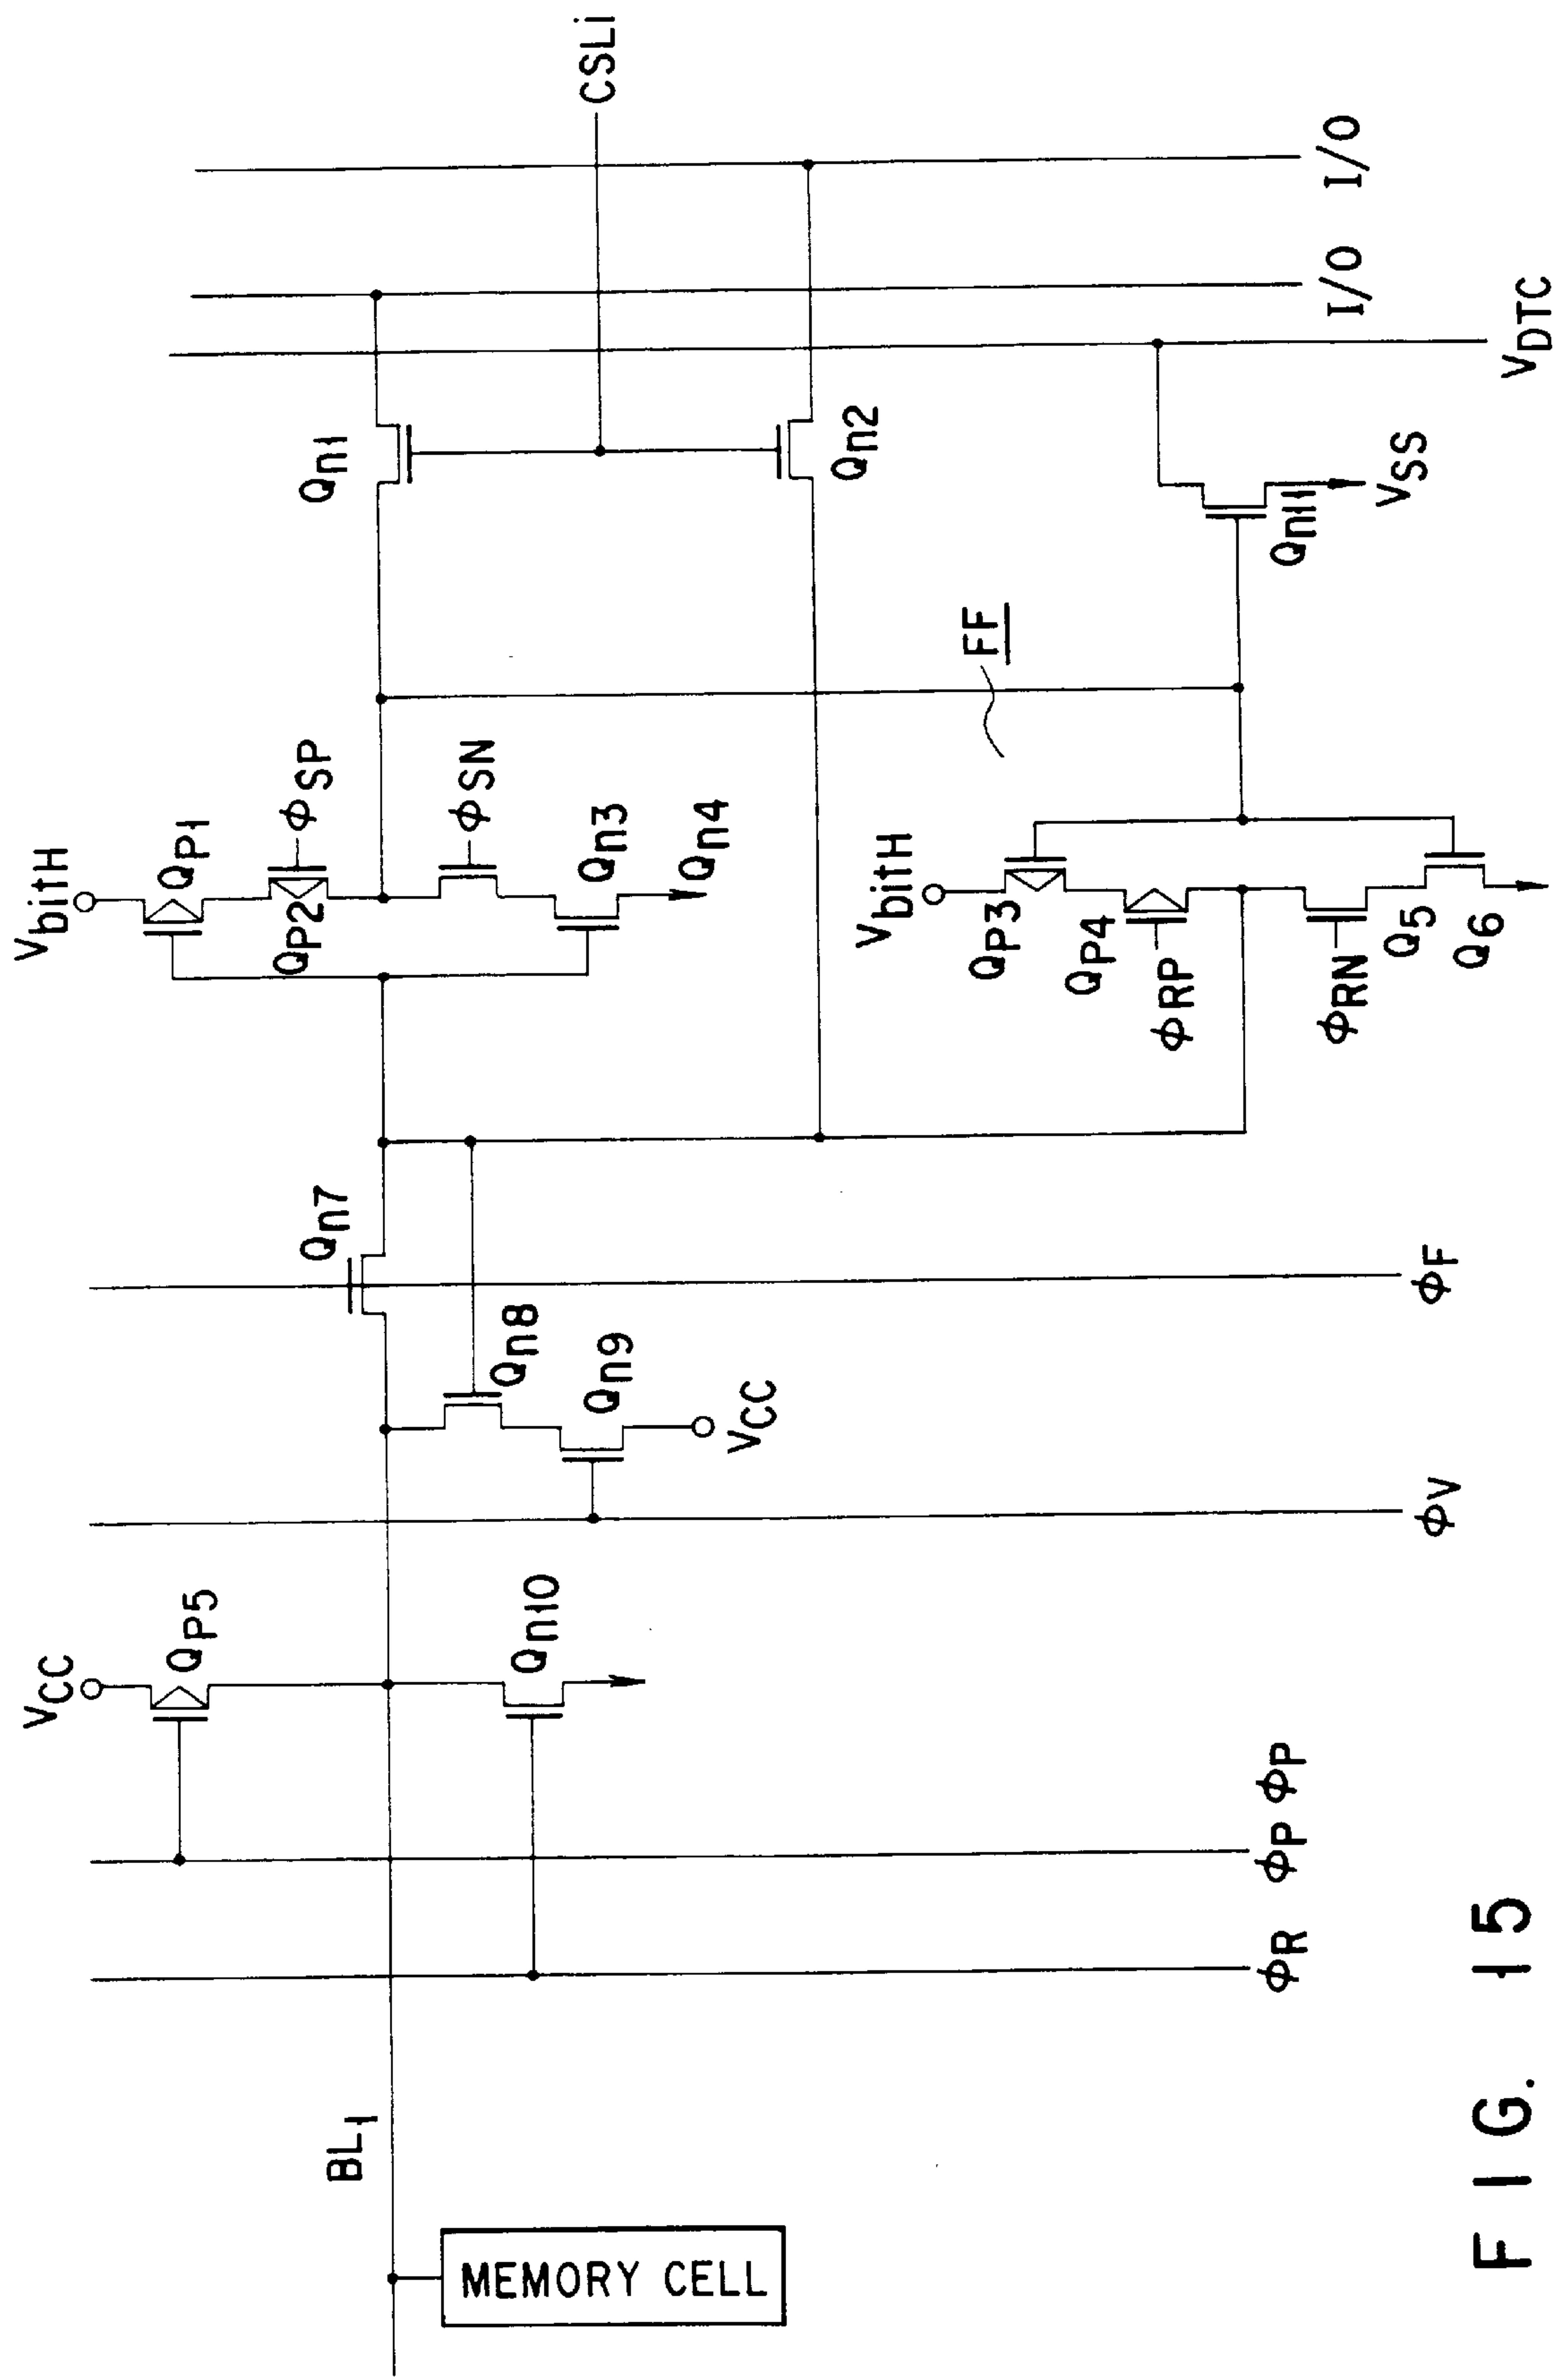 VbitH
QP1
QP2
ΦSP
ΦSN
Qn3
Qn4
Qn1
CSLi
Qn2
I/O
I/O
VDTC
Qn11
VSS
FF
VbitH
QP3
QP4
ΦRP
ΦRN
Q5
Q6
Qn7
ΦF
Qn8
Qn9
VCC
ΦV
VCC
QP5
Qn10
ΦP
ΦP
ΦR
BL1
MEMORY CELL
FIG. 15